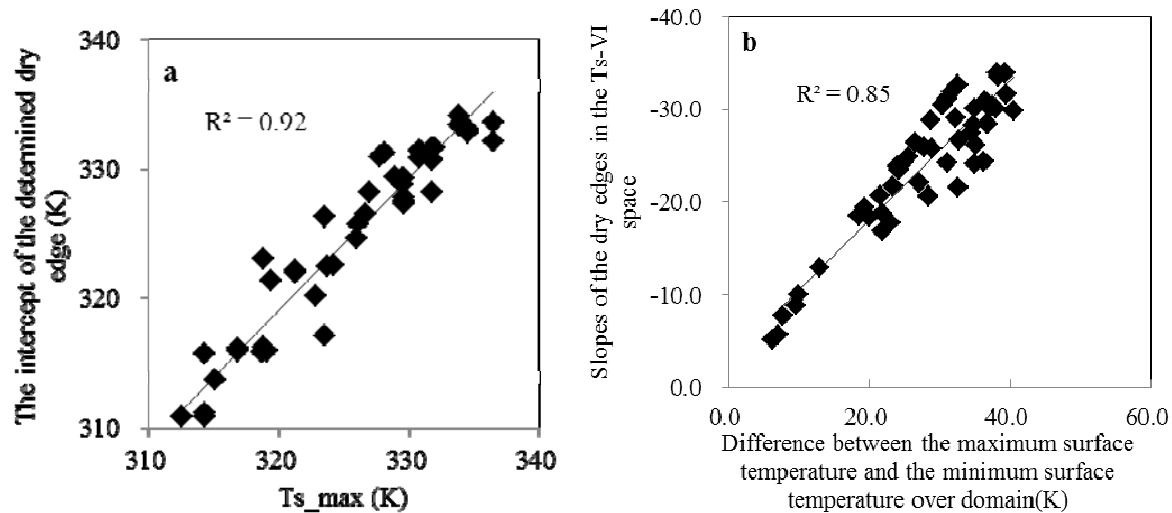 The intercept of the determined dry
edge (K)
340
330
320
310
a
R² = 0.92
310 320 330 340
Ts_max (K)
Slopes of the dry edges in the Ts-VI
space
-40.0
-30.0
-20.0
-10.0
0.0
b
R² = 0.85
0.0 20.0 40.0 60.0
Difference between the maximum surface
temperature and the minimum surface
temperature over domain(K)